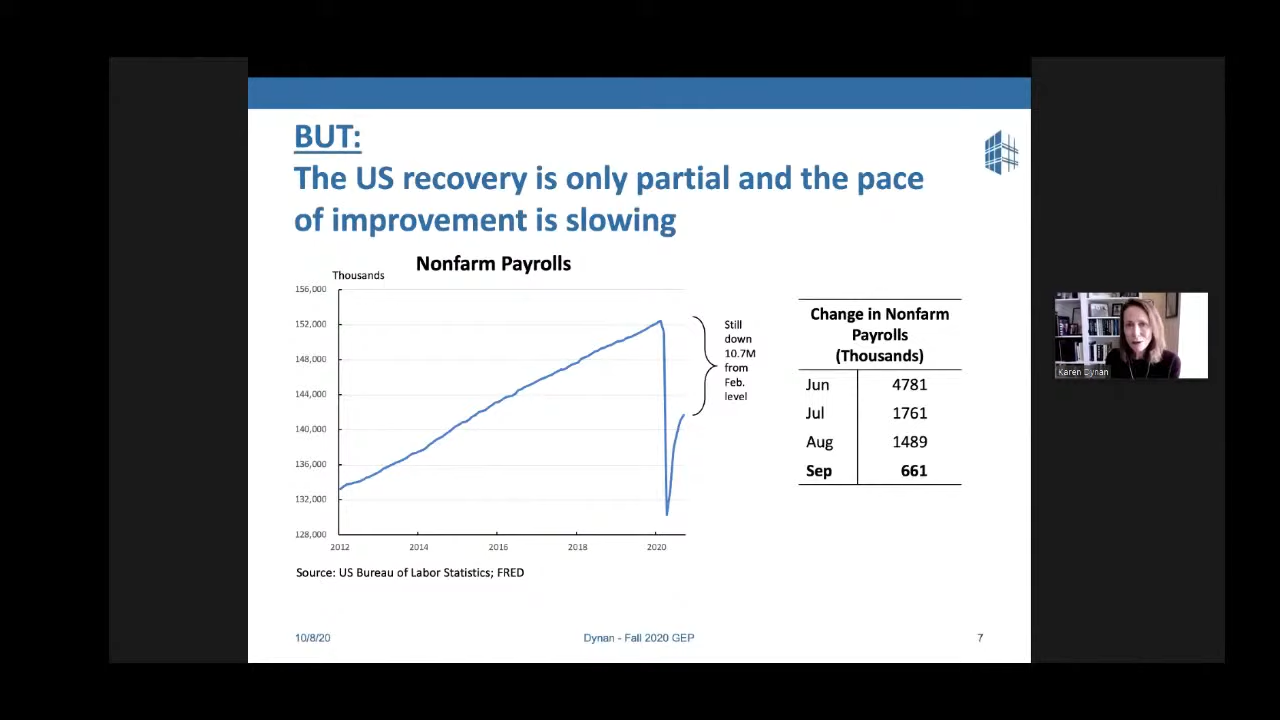 BUT:
The US recovery is only partial and the pace
of improvement is slowing
Nonfarm Payrolls
Thousands
156,000
152,000
148,000
144,000
140,000
136,000
132,000
128,000
2012 2014 2016 2018 2020
Still
down
10.7M
from
Feb.
level
Change in Nonfarm
Payrolls
(Thousands)
Jun 4781
Jul 1761
Aug 1489
Sep 661
Source: US Bureau of Labor Statistics; FRED
10/8/20 Dynan - Fall 2020 GEP 7
Karen Dynan